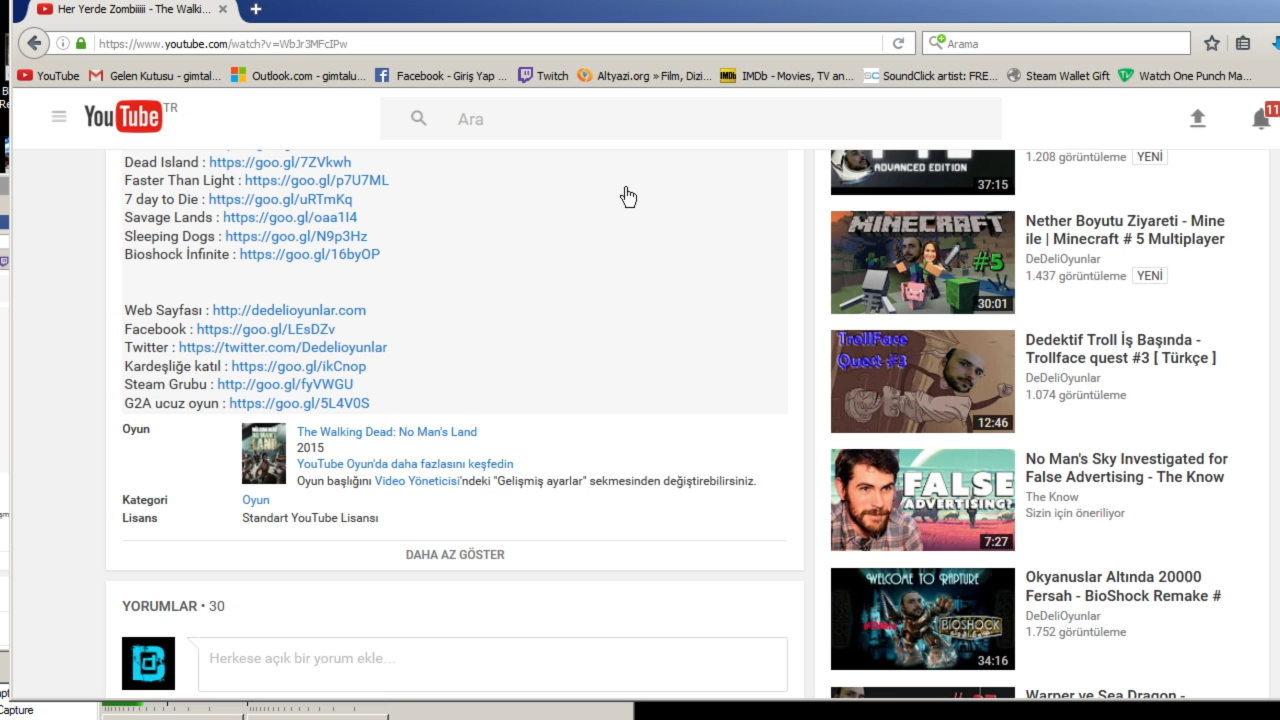 Her Yerde Zombiiiii - The Walki...
https://www.youtube.com/watch?v=WbJr3MFcIPw
Arama
YouTube
Gelen Kutusu - gimtal...
Outlook.com - gimtalu...
Facebook - Giriş Yap ...
Twitch
Altyazi.org » Film, Dizi...
IMDb - Movies, TV an...
SoundClick artist: FRE...
Steam Wallet Gift
Watch One Punch Ma...
YouTube TR
Ara
11
Dead Island : https://goo.gl/7ZVkwh
Faster Than Light : https://goo.gl/p7U7ML
7 day to Die : https://goo.gl/uRTmKq
Savage Lands : https://goo.gl/oaa1I4
Sleeping Dogs : https://goo.gl/N9p3Hz
Bioshock İnfinite : https://goo.gl/16byOP
Web Sayfası : http://dedelioyunlar.com
Facebook : https://goo.gl/LEsDZv
Twitter : https://twitter.com/Dedelioyunlar
Kardeşliğe katıl : https://goo.gl/ikCnop
Steam Grubu : http://goo.gl/fyVWGU
G2A ucuz oyun : https://goo.gl/5L4V0S
Oyun
NO MAN'S LAND
The Walking Dead: No Man's Land
2015
YouTube Oyun'da daha fazlasını keşfedin
Oyun başlığını Video Yöneticisi'ndeki "Gelişmiş ayarlar" sekmesinden değiştirebilirsiniz.
Kategori Oyun
Lisans Standart YouTube Lisansı
DAHA AZ GÖSTER
YORUMLAR • 30
Herkese açık bir yorum ekle...
ADVANCED EDITION
37:15
1.208 görüntüleme YENİ
MINECRAFT
#5
30:01
Nether Boyutu Ziyareti - Mine
ile | Minecraft # 5 Multiplayer
DeDeliOyunlar
1.437 görüntüleme YENİ
TrollFace
Quest #3
12:46
Dedektif Troll İş Başında -
Trollface quest #3 [ Türkçe ]
DeDeliOyunlar
1.074 görüntüleme
FALSE
ADVERTISING?
7:27
No Man's Sky Investigated for
False Advertising - The Know
The Know
Sizin için öneriliyor
WELCOME TO RAPTURE
BIOSHOCK
34:16
Okyanuslar Altında 20000
Fersah - BioShock Remake #
DeDeliOyunlar
1.752 görüntüleme
Warper ve Sea Dragon -
Capture